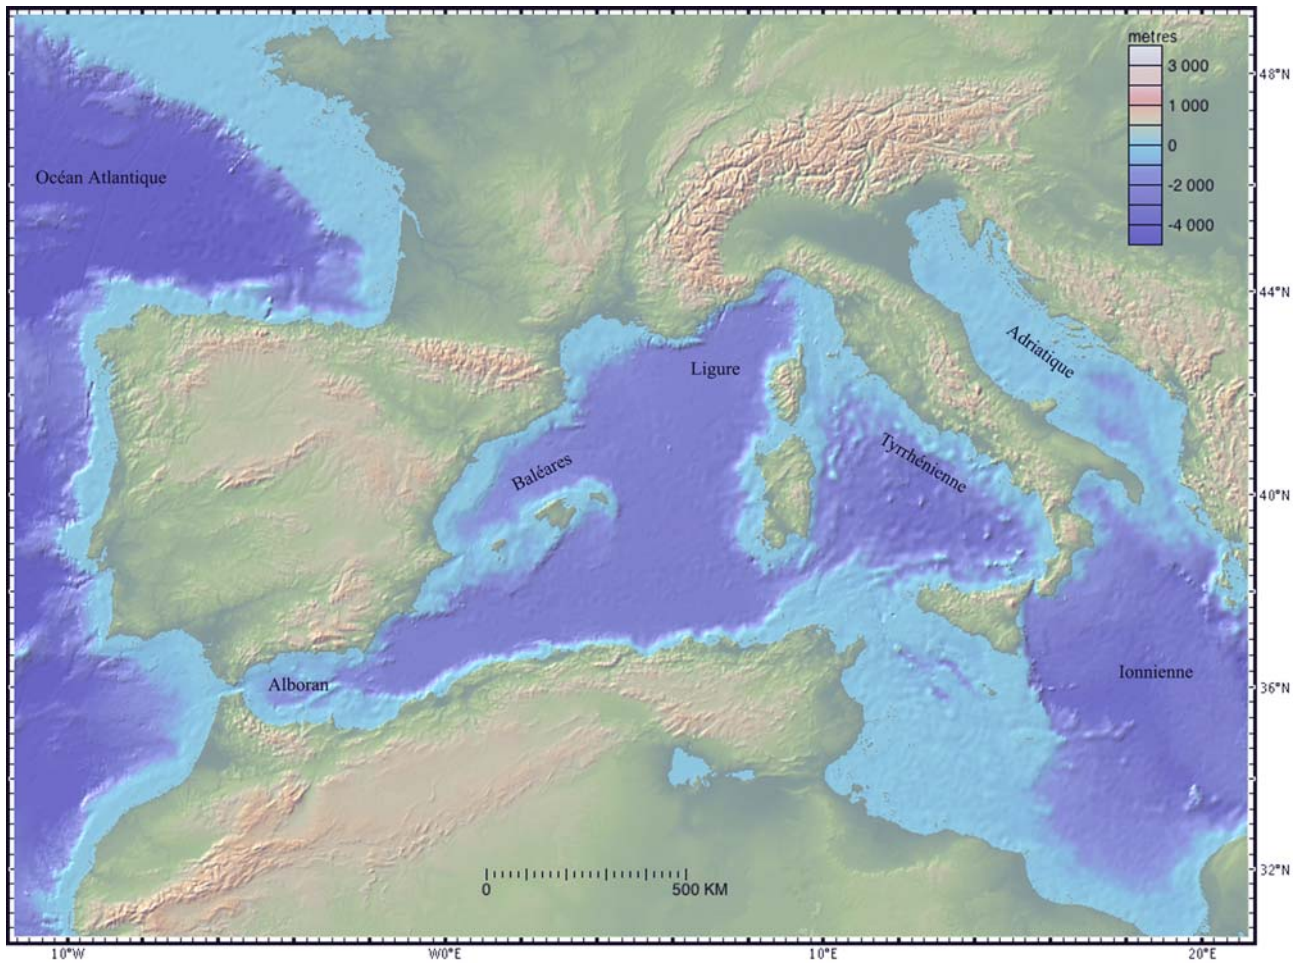 metres
3 000
1 000
0
-2 000
-4 000
48°N
Océan Atlantique
44°N
Adriatique
Ligure
Tyrrhénienne
Baléares
40°N
Ionnienne
Alboran
36°N
0 500 KM
32°N
10°W W0°E 10°E 20°E